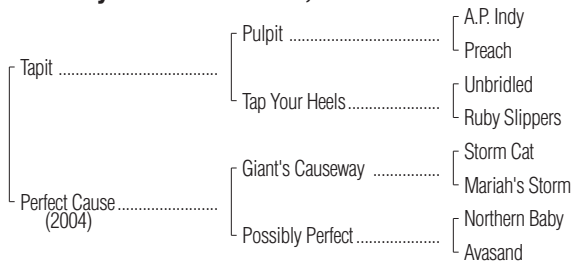 Pulpit
A.P. Indy
Preach
Tapit
Tap Your Heels
Unbridled
Ruby Slippers
Giant's Causeway
Storm Cat
Mariah's Storm
Perfect Cause
(2004)
Possibly Perfect
Northern Baby
Avasand